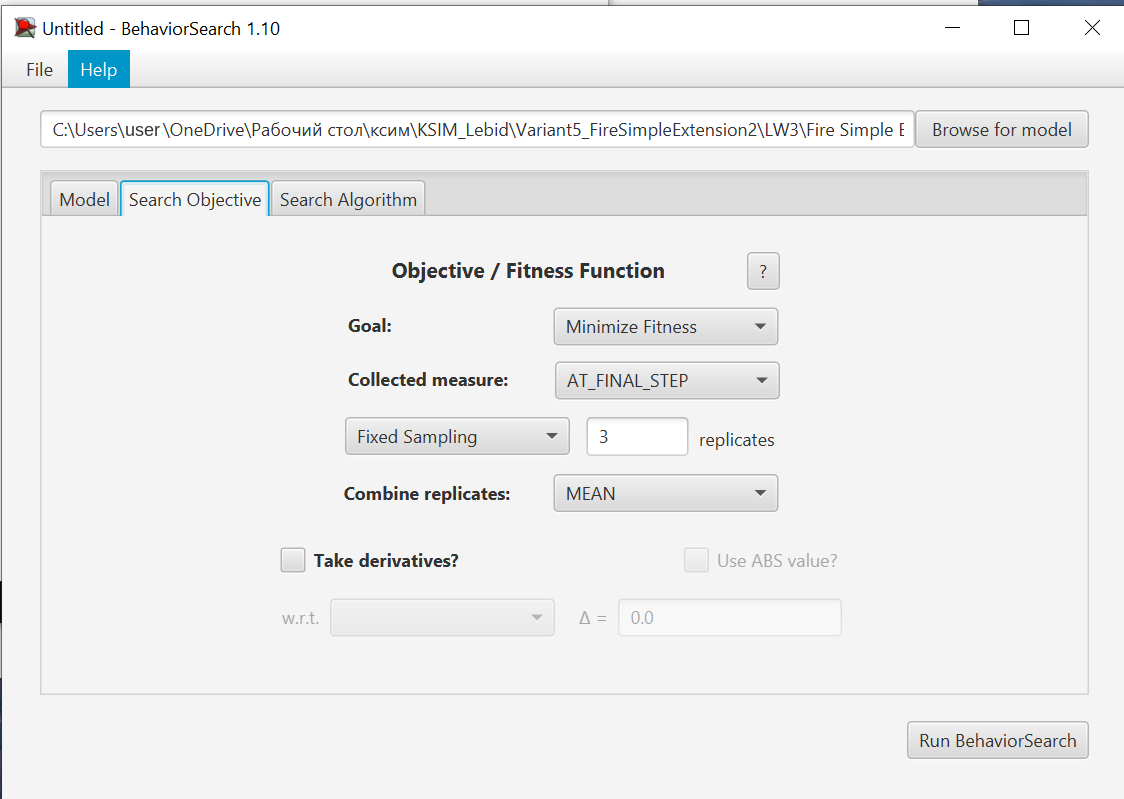 Untitled - BehaviorSearch 1.10
File Help
C:\Users\user\OneDrive\Рабочий стол\ксим\KSIM_Lebid\Variant5_FireSimpleExtension2\LW3\Fire Simple E Browse for model
Model Search Objective Search Algorithm
Objective / Fitness Function ?
Goal: Minimize Fitness
Collected measure: AT_FINAL_STEP
Fixed Sampling 3 replicates
Combine replicates: MEAN
Take derivatives? Use ABS value?
w.r.t. Δ = 0.0
Run BehaviorSearch